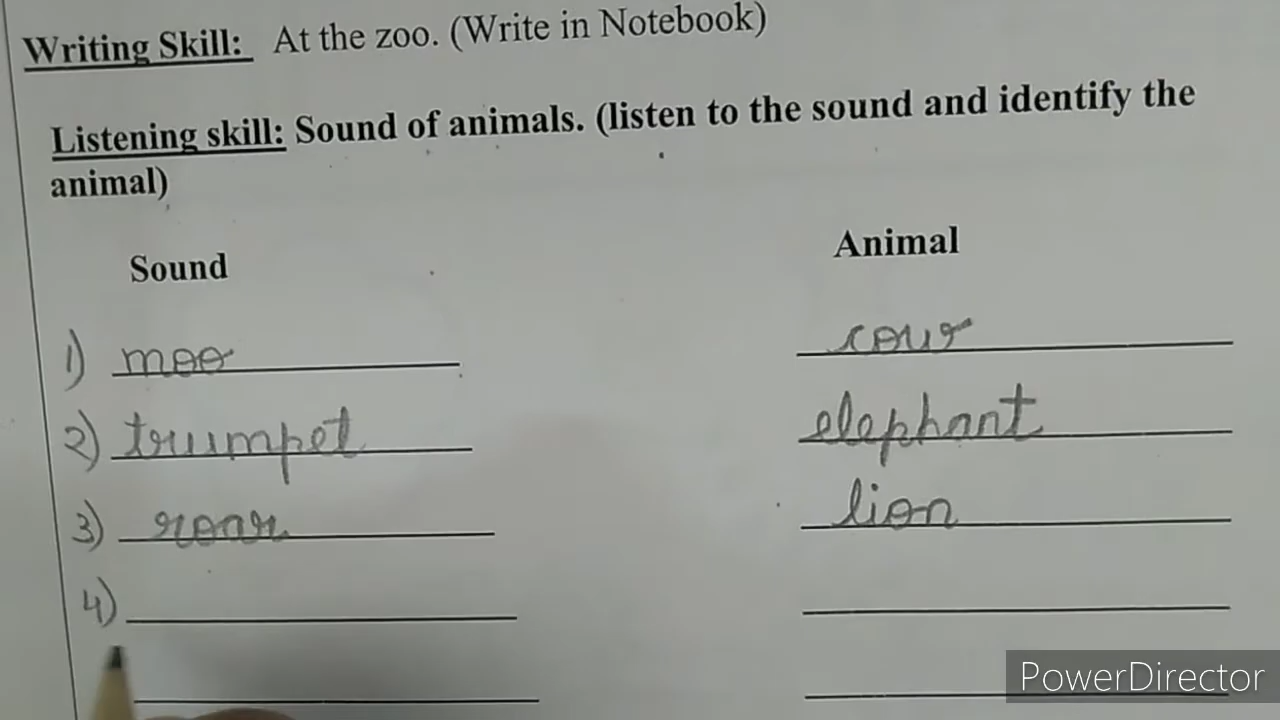 Writing Skill: At the zoo. (Write in Notebook)
Listening skill: Sound of animals. (listen to the sound and identify the
animal)
Sound Animal
1) moo cow
2) trumpet elephant
3) roar lion
4)
PowerDirector